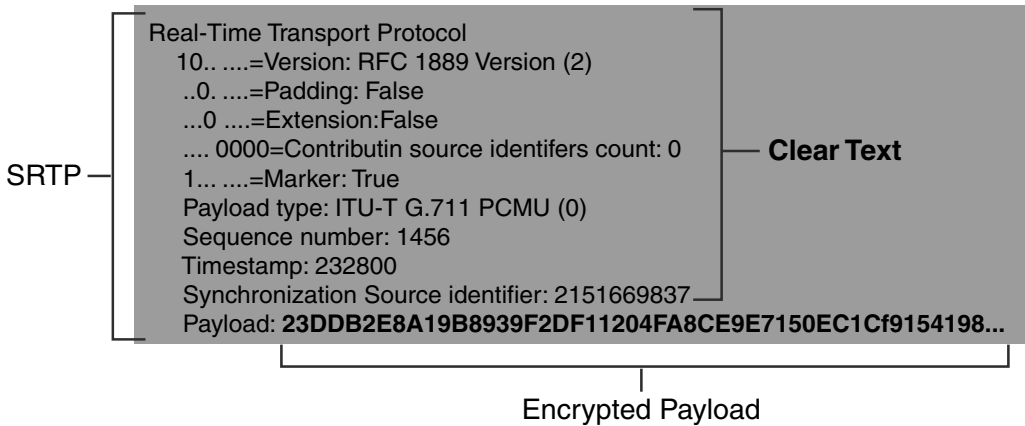 Real-Time Transport Protocol
10.. ....=Version: RFC 1889 Version (2)
..0. ....=Padding: False
...0 ....=Extension:False
.... 0000=Contributin source identifers count: 0
Clear Text
SRTP
1... ....=Marker: True
Payload type: ITU-T G.711 PCMU (0)
Sequence number: 1456
Timestamp: 232800
Synchronization Source identifier: 2151669837
Payload: 23DDB2E8A19B8939F2DF11204FA8CE9E7150EC1Cf9154198...
Encrypted Payload